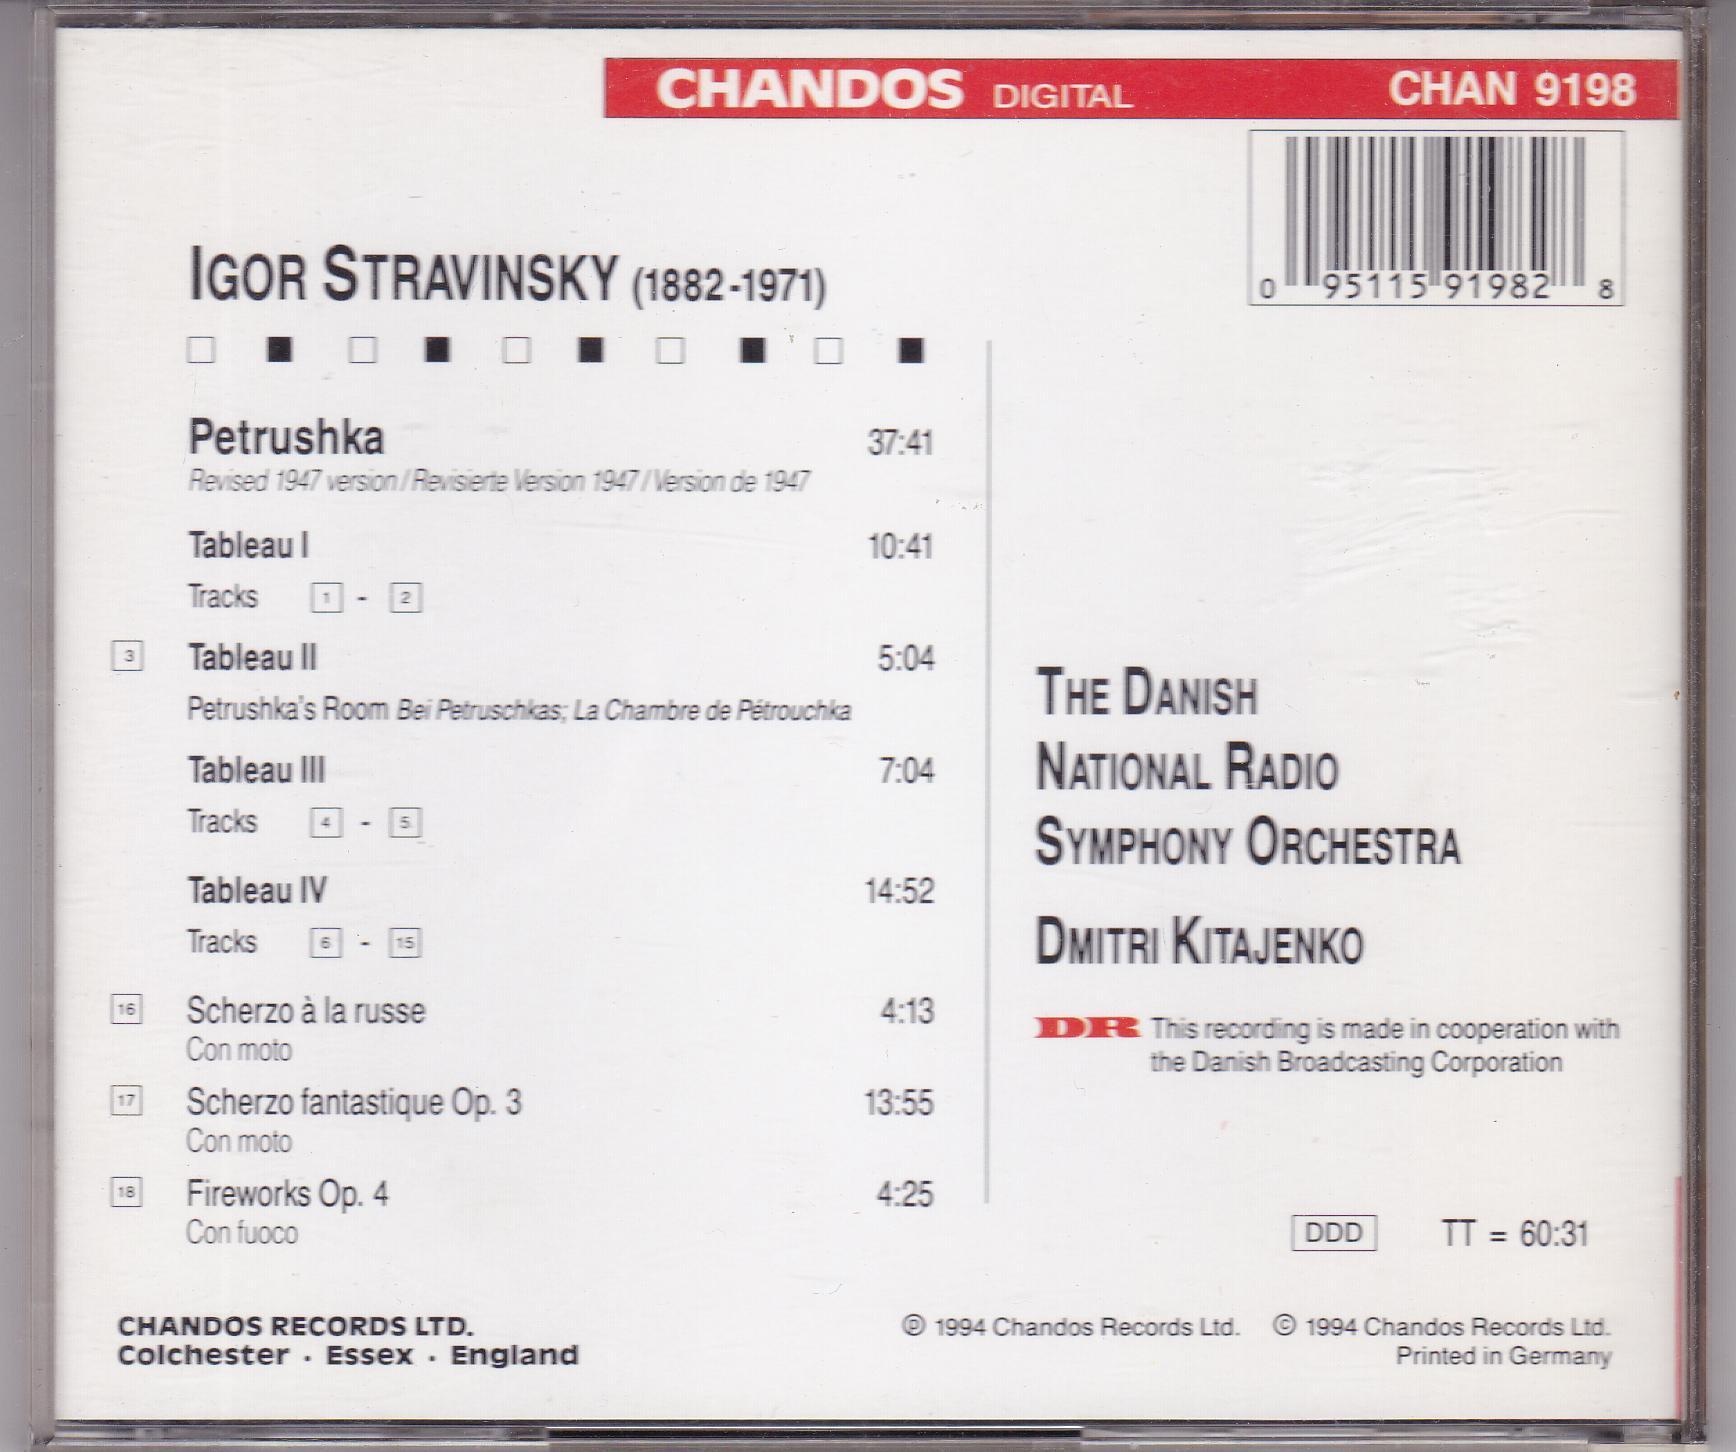 CHANDOS DIGITAL CHAN 9198
0 95115 91982 8
IGOR STRAVINSKY (1882-1971)
Petrushka 37:41
Revised 1947 version / Revisierte Version 1947 / Version de 1947
Tableau I 10:41
Tracks 1 - 2
3 Tableau II 5:04
Petrushka's Room Bei Petruschkas; La Chambre de Pétrouchka
Tableau III 7:04
Tracks 4 - 5
Tableau IV 14:52
Tracks 6 - 15
16 Scherzo à la russe 4:13
Con moto
17 Scherzo fantastique Op. 3 13:55
Con moto
18 Fireworks Op. 4 4:25
Con fuoco
THE DANISH
NATIONAL RADIO
SYMPHONY ORCHESTRA
DMITRI KITAJENKO
DR This recording is made in cooperation with
the Danish Broadcasting Corporation
DDD TT = 60:31
CHANDOS RECORDS LTD.
Colchester · Essex · England
℗ 1994 Chandos Records Ltd. © 1994 Chandos Records Ltd.
Printed in Germany